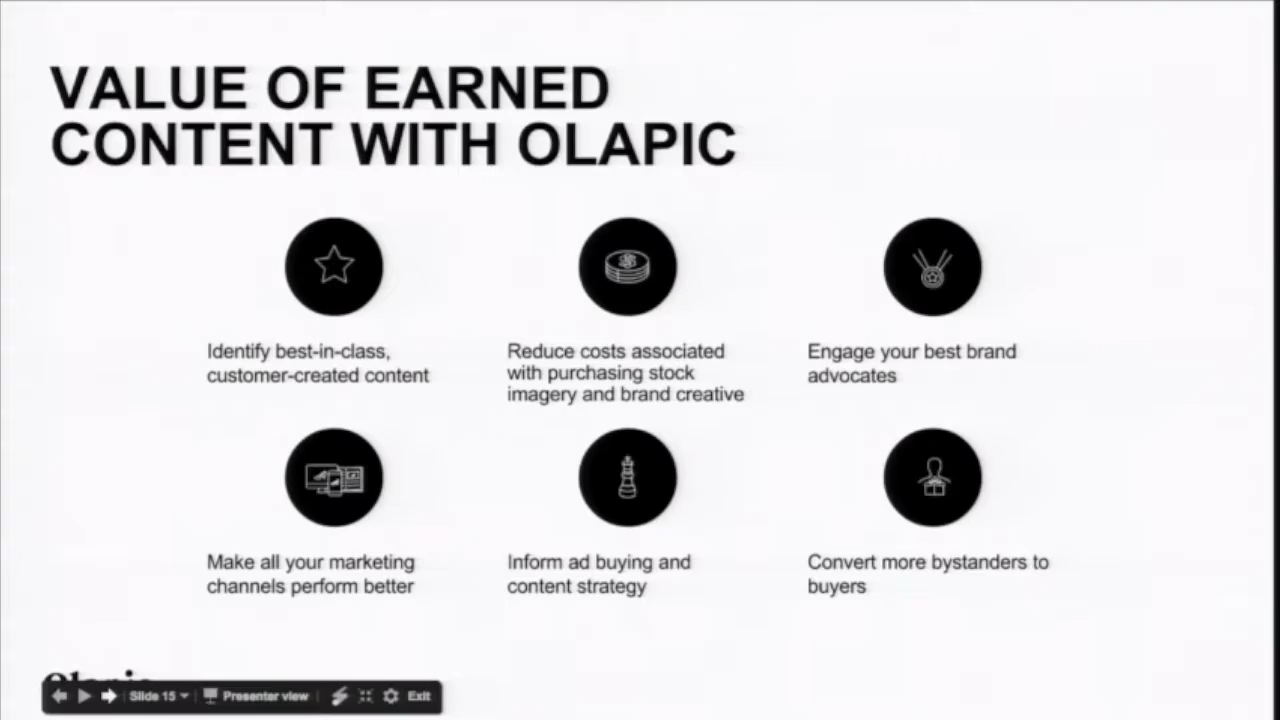 VALUE OF EARNED
CONTENT WITH OLAPIC
Identify best-in-class,
customer-created content
Reduce costs associated
with purchasing stock
imagery and brand creative
Engage your best brand
advocates
Make all your marketing
channels perform better
Inform ad buying and
content strategy
Convert more bystanders to
buyers
Olapic
Slide 15
Presenter view
Exit